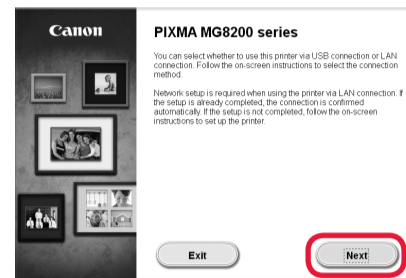 Canon
PIXMA MG8200 series
You can select whether to use this printer via USB connection or LAN
connection. Follow the on-screen instructions to select the connection
method.
Network setup is required when using the printer via LAN connection. If
the setup is already completed, the connection is confirmed
automatically. If the setup is not completed, follow the on-screen
instructions to set up the printer.
Exit
Next